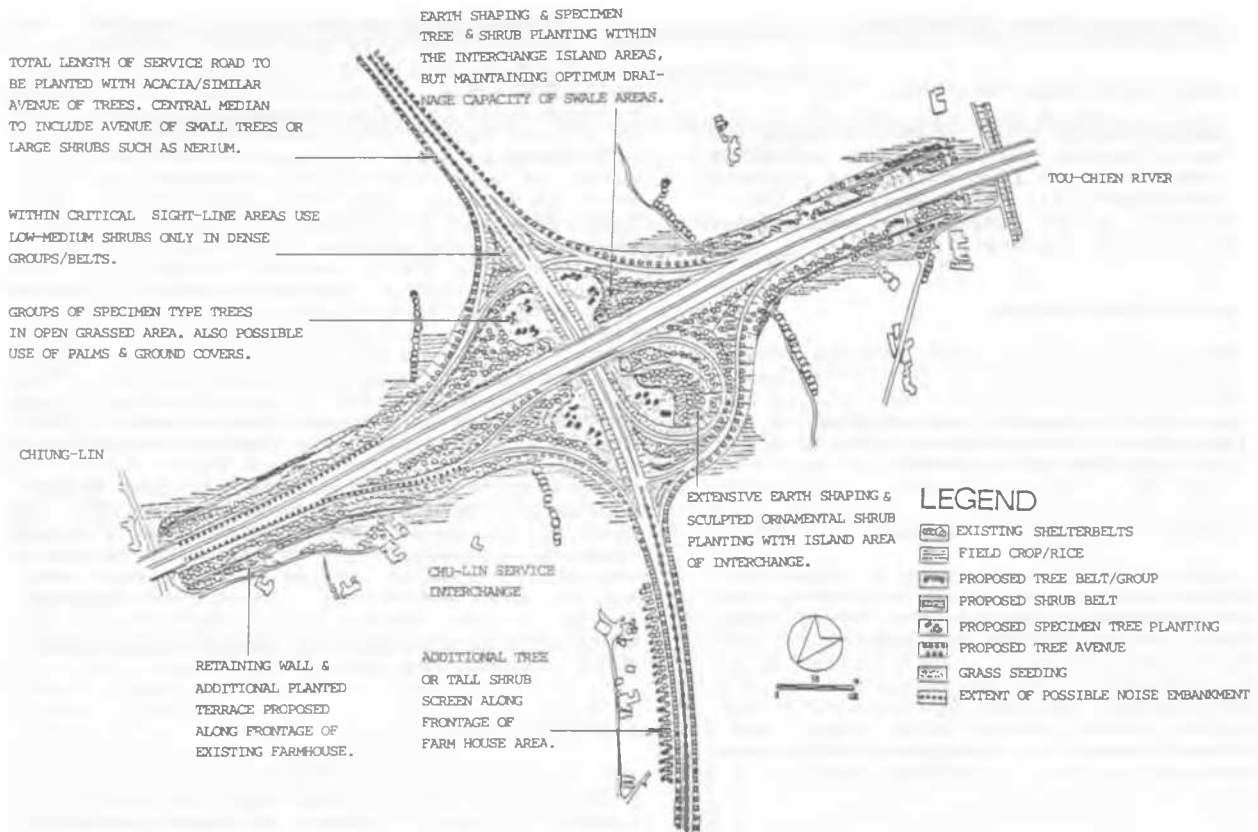 EARTH SHAPING & SPECIMEN
TREE & SHRUB PLANTING WITHIN
THE INTERCHANGE ISLAND AREAS,
BUT MAINTAINING OPTIMUM DRAI-
NAGE CAPACITY OF SWALE AREAS.
TOTAL LENGTH OF SERVICE ROAD TO
BE PLANTED WITH ACACIA/SIMILAR
AVENUE OF TREES. CENTRAL MEDIAN
TO INCLUDE AVENUE OF SMALL TREES OR
LARGE SHRUBS SUCH AS NERIUM.
WITHIN CRITICAL SIGHT-LINE AREAS USE
LOW-MEDIUM SHRUBS ONLY IN DENSE
GROUPS/BELTS.
GROUPS OF SPECIMEN TYPE TREES
IN OPEN GRASSED AREA. ALSO POSSIBLE
USE OF PALMS & GROUND COVERS.
TOU-CHIEN RIVER
CHIUNG-LIN
CHU-LIN SERVICE
INTERCHANGE
EXTENSIVE EARTH SHAPING &
SCULPTED ORNAMENTAL SHRUB
PLANTING WITH ISLAND AREA
OF INTERCHANGE.
RETAINING WALL &
ADDITIONAL PLANTED
TERRACE PROPOSED
ALONG FRONTAGE OF
EXISTING FARMHOUSE.
ADDITIONAL TREE
OR TALL SHRUB
SCREEN ALONG
FRONTAGE OF
FARM HOUSE AREA.
LEGEND
EXISTING SHELTERBELTS
FIELD CROP/RICE
PROPOSED TREE BELT/GROUP
PROPOSED SHRUB BELT
PROPOSED SPECIMEN TREE PLANTING
PROPOSED TREE AVENUE
GRASS SEEDING
EXTENT OF POSSIBLE NOISE EMBANKMENT